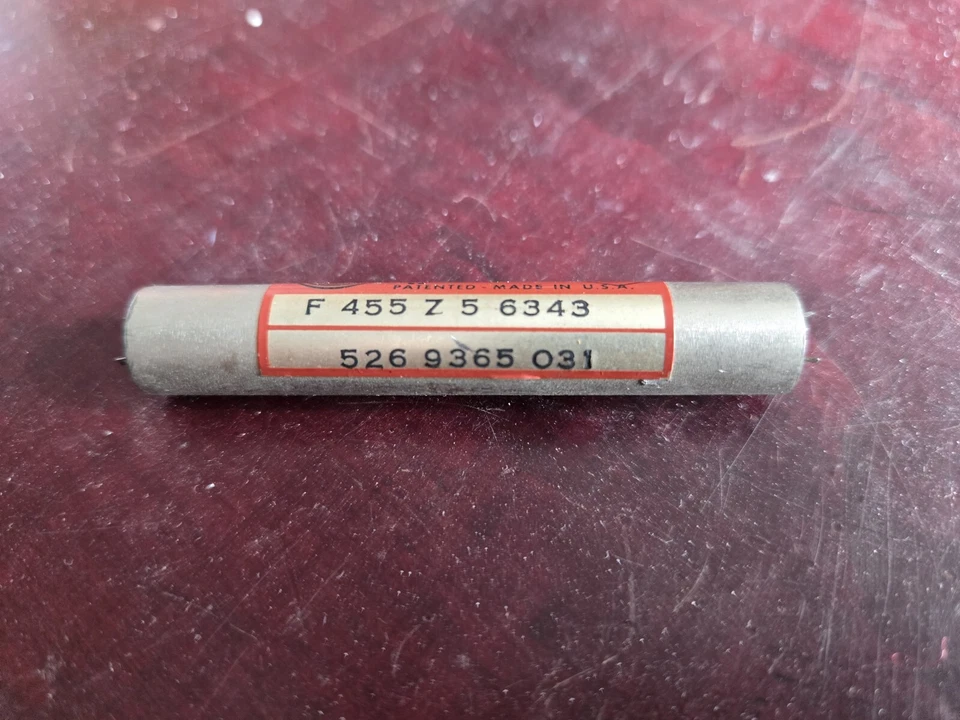 PATENTED - MADE IN U.S.A.
F 455 Z 5 6343
526 9365 031